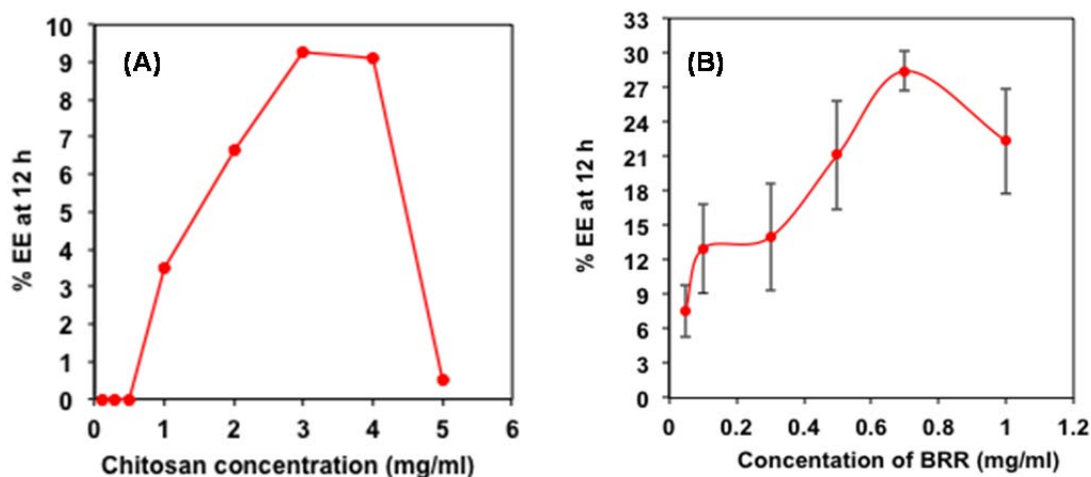 (A)
% EE at 12 h
10
9
8
7
6
5
4
3
2
1
0
0 1 2 3 4 5 6
Chitosan concentration (mg/ml)
(B)
% EE at 12 h
33
30
27
24
21
18
15
12
9
6
3
0
0 0.2 0.4 0.6 0.8 1 1.2
Concentation of BRR (mg/ml)